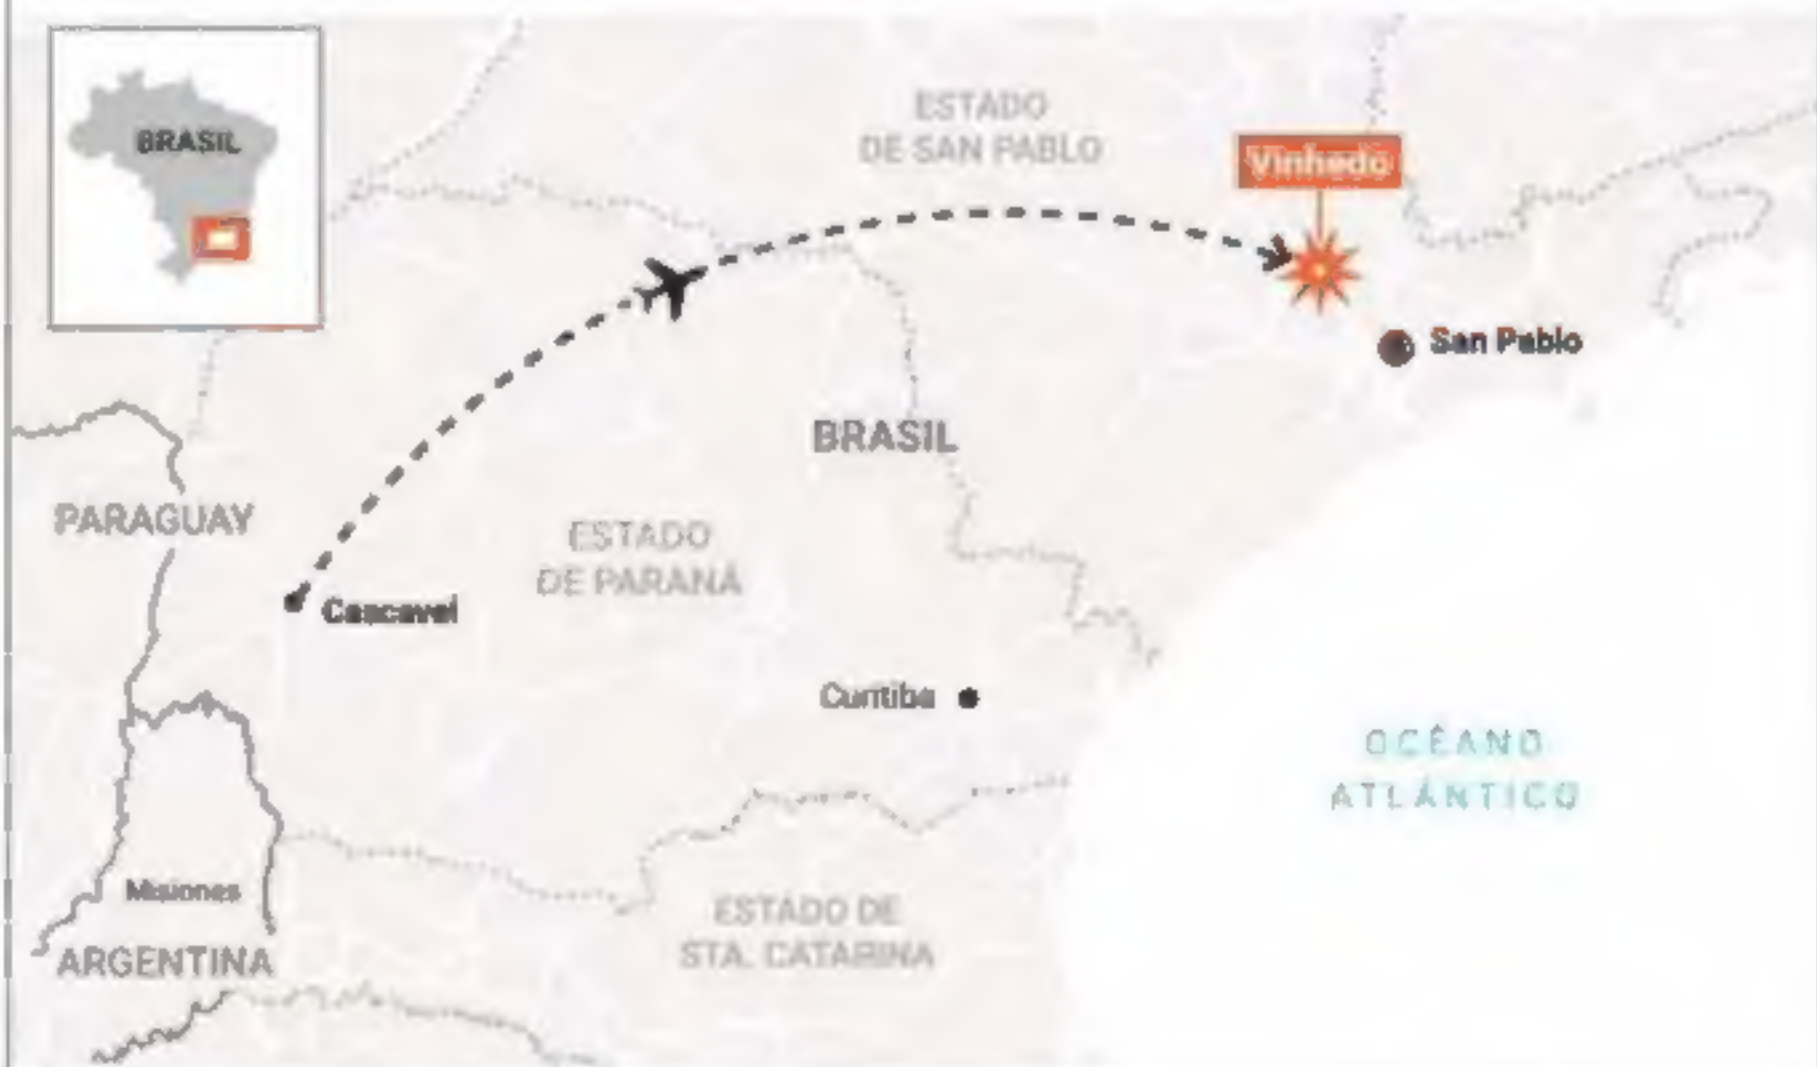 BRASIL
ESTADO
DE SAN PABLO
Vinhedo
San Pablo
BRASIL
PARAGUAY
ESTADO
DE PARANÁ
Cascavel
Curitiba
OCÉANO
ATLÁNTICO
Misiones
ARGENTINA
ESTADO DE
STA. CATARINA